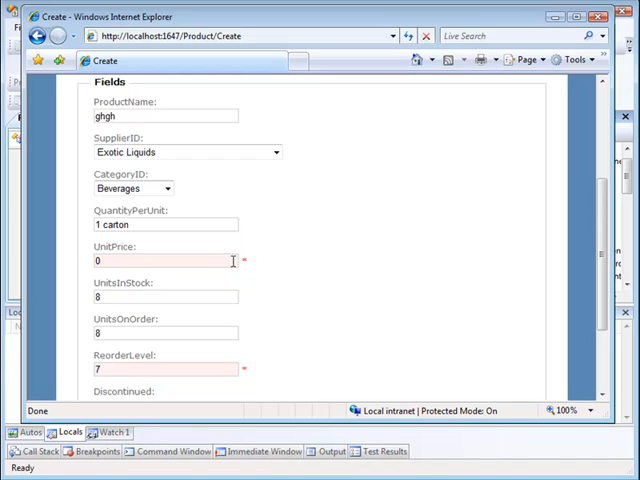 Create - Windows Internet Explorer
http://localhost:1647/Product/Create
Live Search
Create
Page
Tools
Fields
ProductName:
ghgh
SupplierID:
Exotic Liquids
CategoryID:
Beverages
QuantityPerUnit:
1 carton
UnitPrice:
0 *
UnitsInStock:
8
UnitsOnOrder:
8
ReorderLevel:
7 *
Discontinued:
Done
Local intranet | Protected Mode: On
100%
Autos Locals Watch 1
Call Stack Breakpoints Command Window Immediate Window Output Test Results
Ready